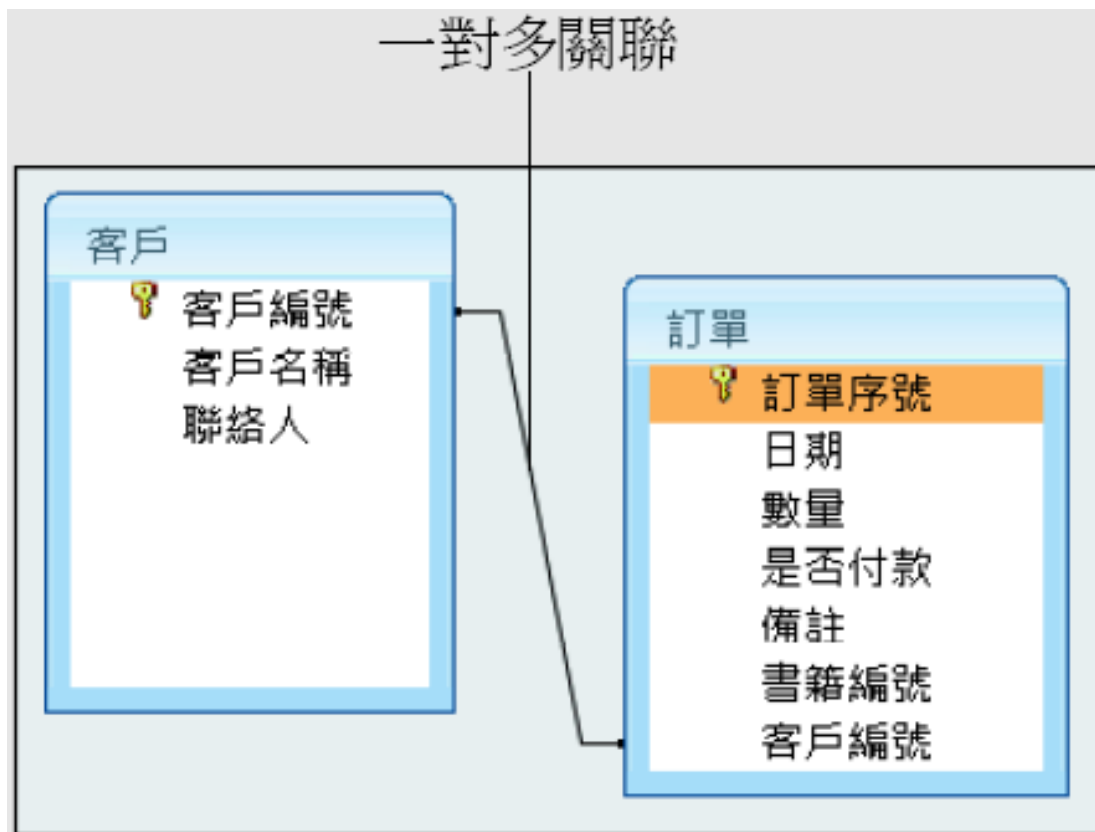 一對多關聯
客戶
客戶編號
客戶名稱
聯絡人
訂單
訂單序號
日期
數量
是否付款
備註
書籍編號
客戶編號